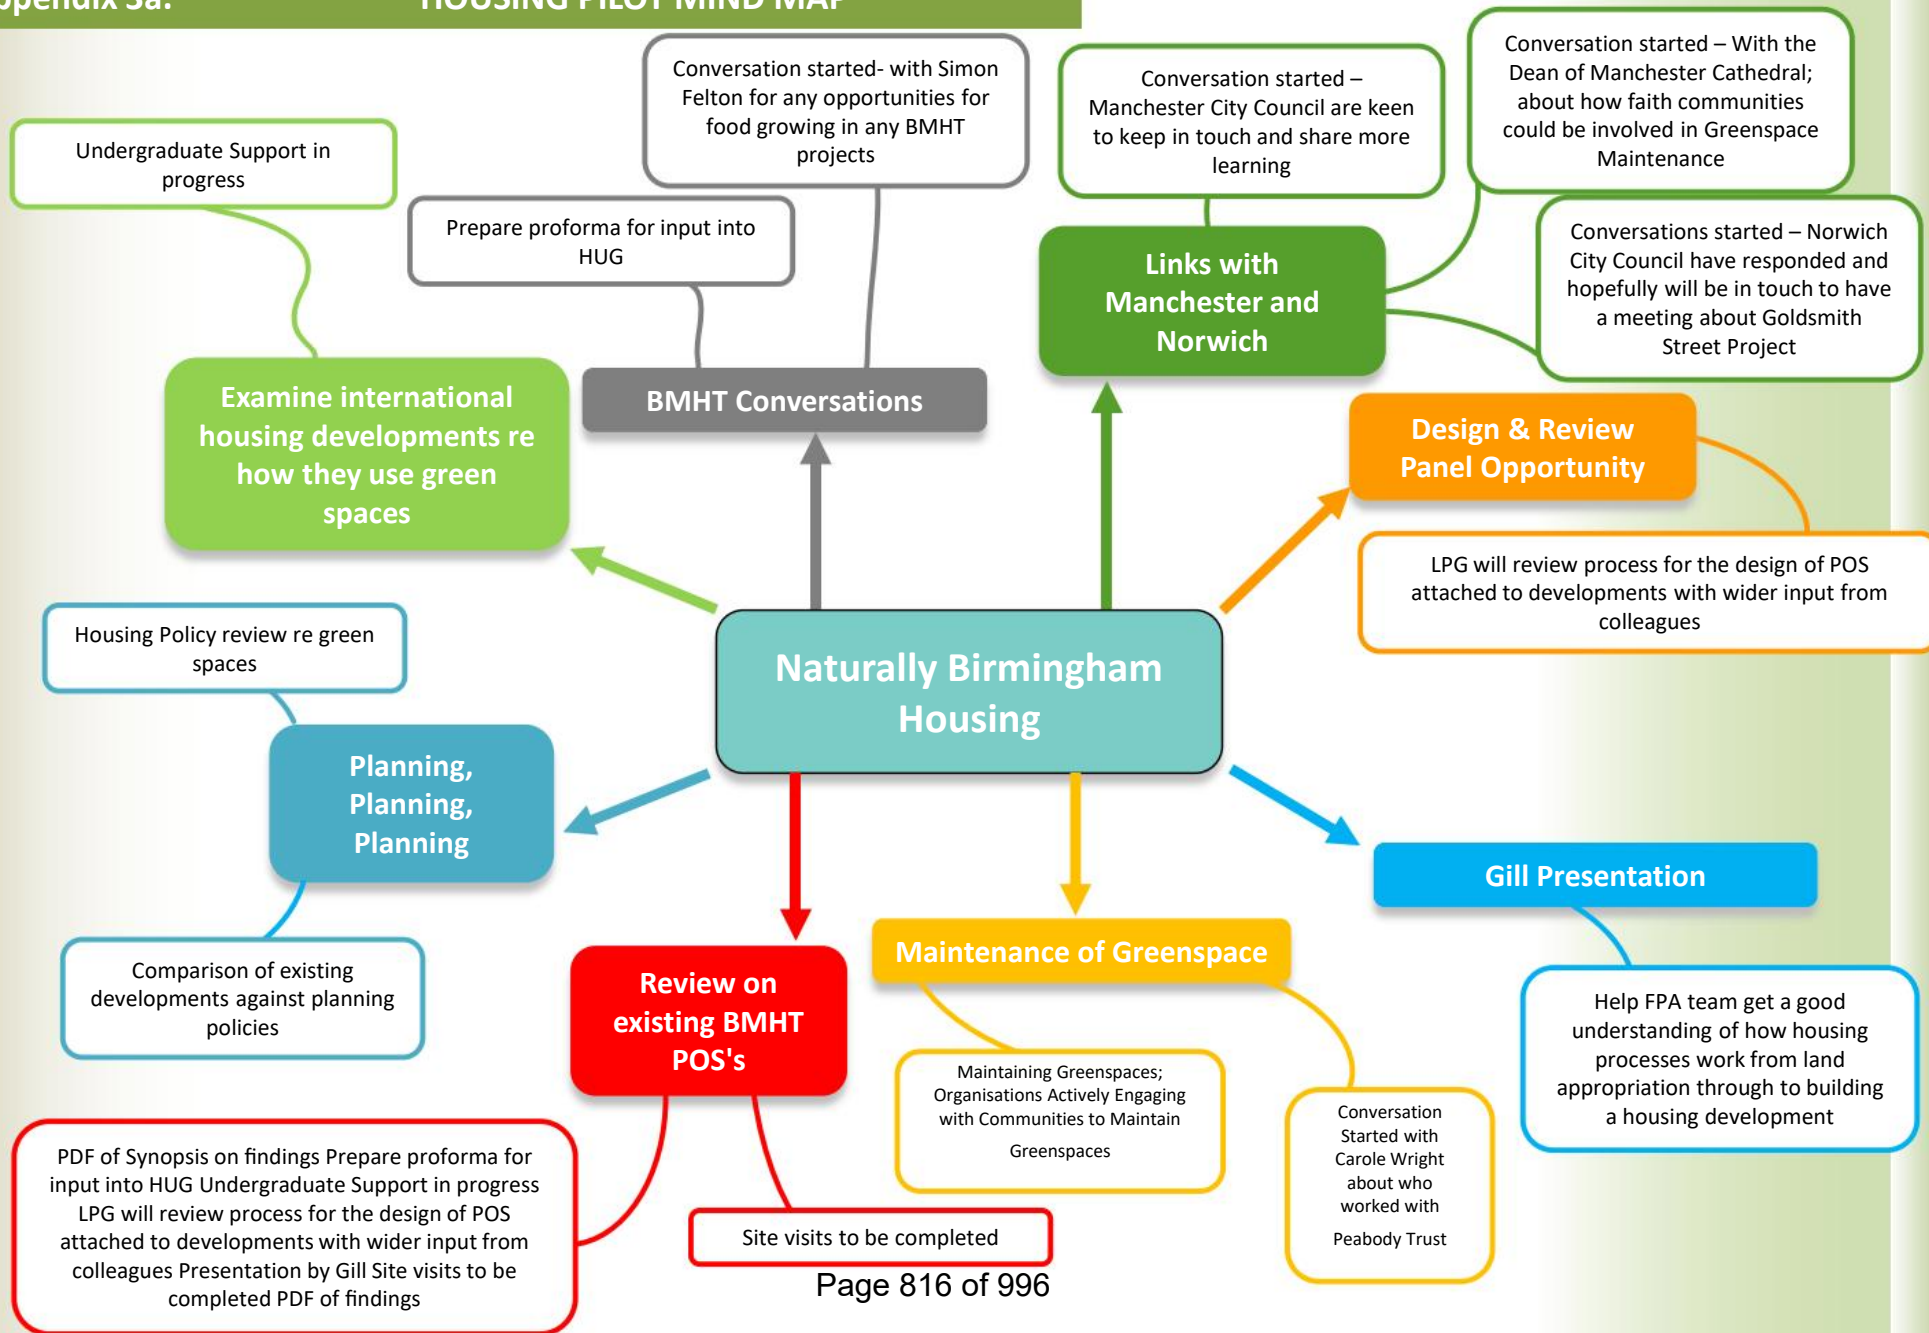 ppendix 3a:
HOUSING PILOT MIND MAP
Conversation started- with Simon
Felton for any opportunities for
food growing in any BMHT
projects
Conversation started –
Manchester City Council are keen
to keep in touch and share more
learning
Conversation started – With the
Dean of Manchester Cathedral;
about how faith communities
could be involved in Greenspace
Maintenance
Undergraduate Support in
progress
Prepare proforma for input into
HUG
Conversations started – Norwich
City Council have responded and
hopefully will be in touch to have
a meeting about Goldsmith
Street Project
Links with
Manchester and
Norwich
Examine international
housing developments re
how they use green
spaces
BMHT Conversations
Design & Review
Panel Opportunity
LPG will review process for the design of POS
attached to developments with wider input from
colleagues
Housing Policy review re green
spaces
Naturally Birmingham
Housing
Planning,
Planning,
Planning
Gill Presentation
Comparison of existing
developments against planning
policies
Review on
existing BMHT
POS's
Maintenance of Greenspace
Help FPA team get a good
understanding of how housing
processes work from land
appropriation through to building
a housing development
Maintaining Greenspaces;
Organisations Actively Engaging
with Communities to Maintain
Greenspaces
Conversation
Started with
Carole Wright
about who
worked with
Peabody Trust
PDF of Synopsis on findings Prepare proforma for
input into HUG Undergraduate Support in progress
LPG will review process for the design of POS
attached to developments with wider input from
colleagues Presentation by Gill Site visits to be
completed PDF of findings
Site visits to be completed
Page 816 of 996